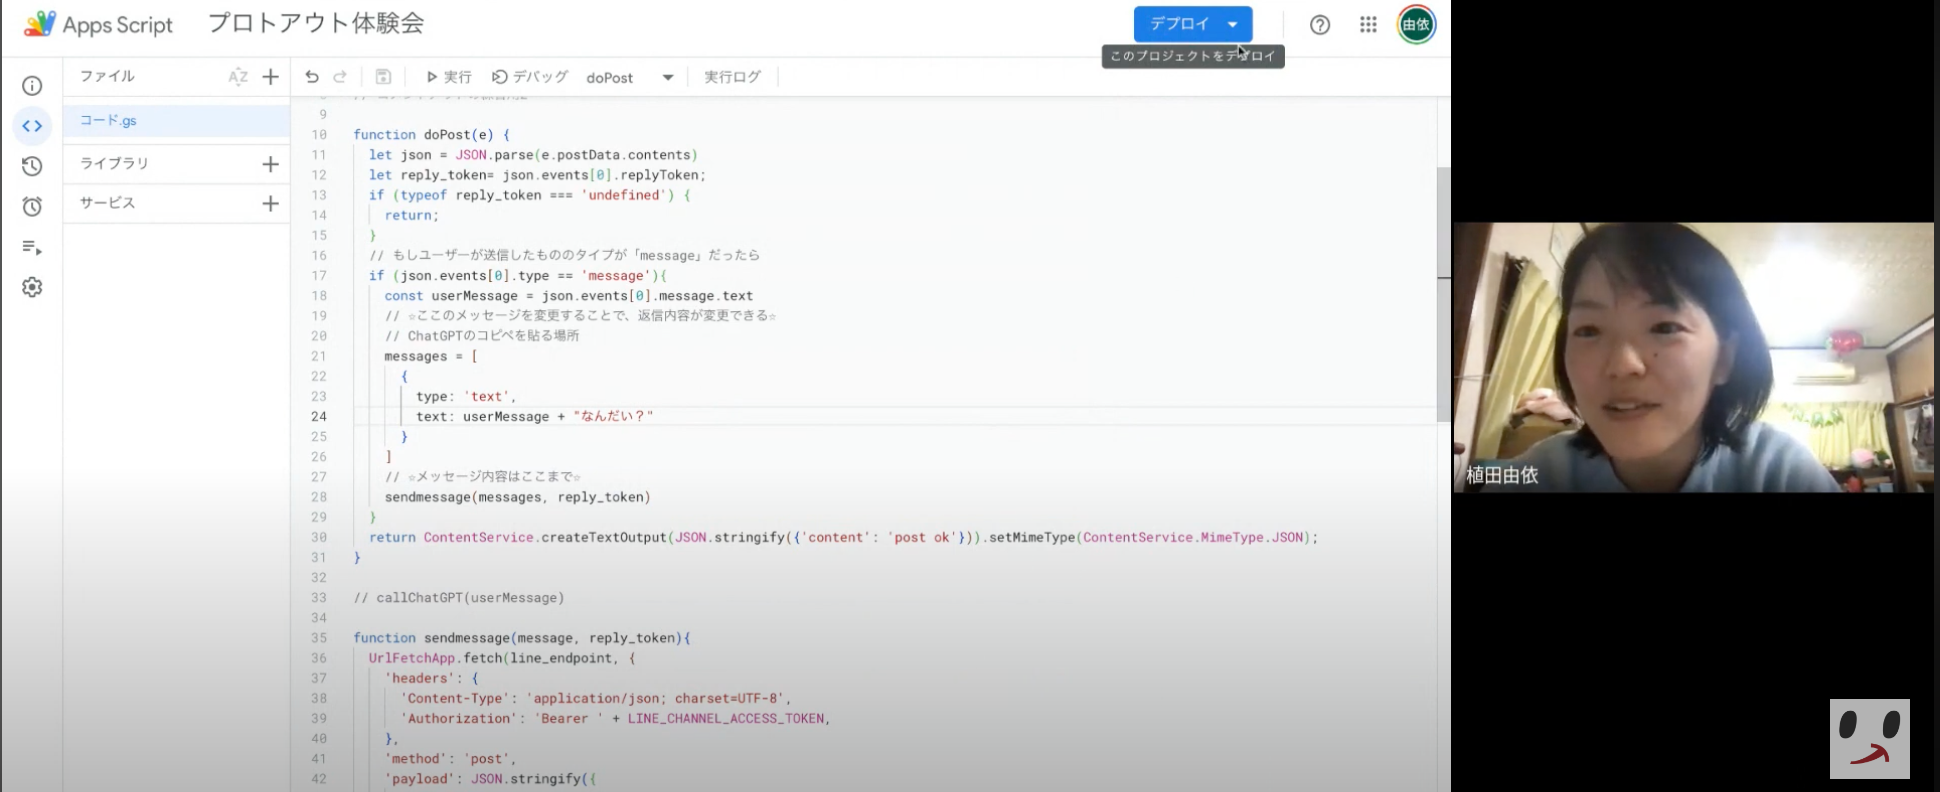 Apps Script
プロトアウト体験会
デプロイ
由依
このプロジェクトをデプロイ
ファイル
AZ
実行
デバッグ
doPost
実行ログ
コード.gs
ライブラリ
サービス
9
10 function doPost(e) {
11 let json = JSON.parse(e.postData.contents)
12 let reply_token= json.events[0].replyToken;
13 if (typeof reply_token === 'undefined') {
14 return;
15 }
16 // もしユーザーが送信したもののタイプが「message」だったら
17 if (json.events[0].type == 'message'){
18 const userMessage = json.events[0].message.text
19 // ☆ここのメッセージを変更することで、返信内容が変更できる☆
20 // ChatGPTのコピペを貼る場所
21 messages = [
22 {
23 type: 'text',
24 text: userMessage + "なんだい？"
25 }
26 ]
27 // ☆メッセージ内容はここまで☆
28 sendmessage(messages, reply_token)
29 }
30 return ContentService.createTextOutput(JSON.stringify({'content': 'post ok'})).setMimeType(ContentService.MimeType.JSON);
31 }
32
33 // callChatGPT(userMessage)
34
35 function sendmessage(message, reply_token){
36 UrlFetchApp.fetch(line_endpoint, {
37 'headers': {
38 'Content-Type': 'application/json; charset=UTF-8',
39 'Authorization': 'Bearer ' + LINE_CHANNEL_ACCESS_TOKEN,
40 },
41 'method': 'post',
42 'payload': JSON.stringify({
植田由依